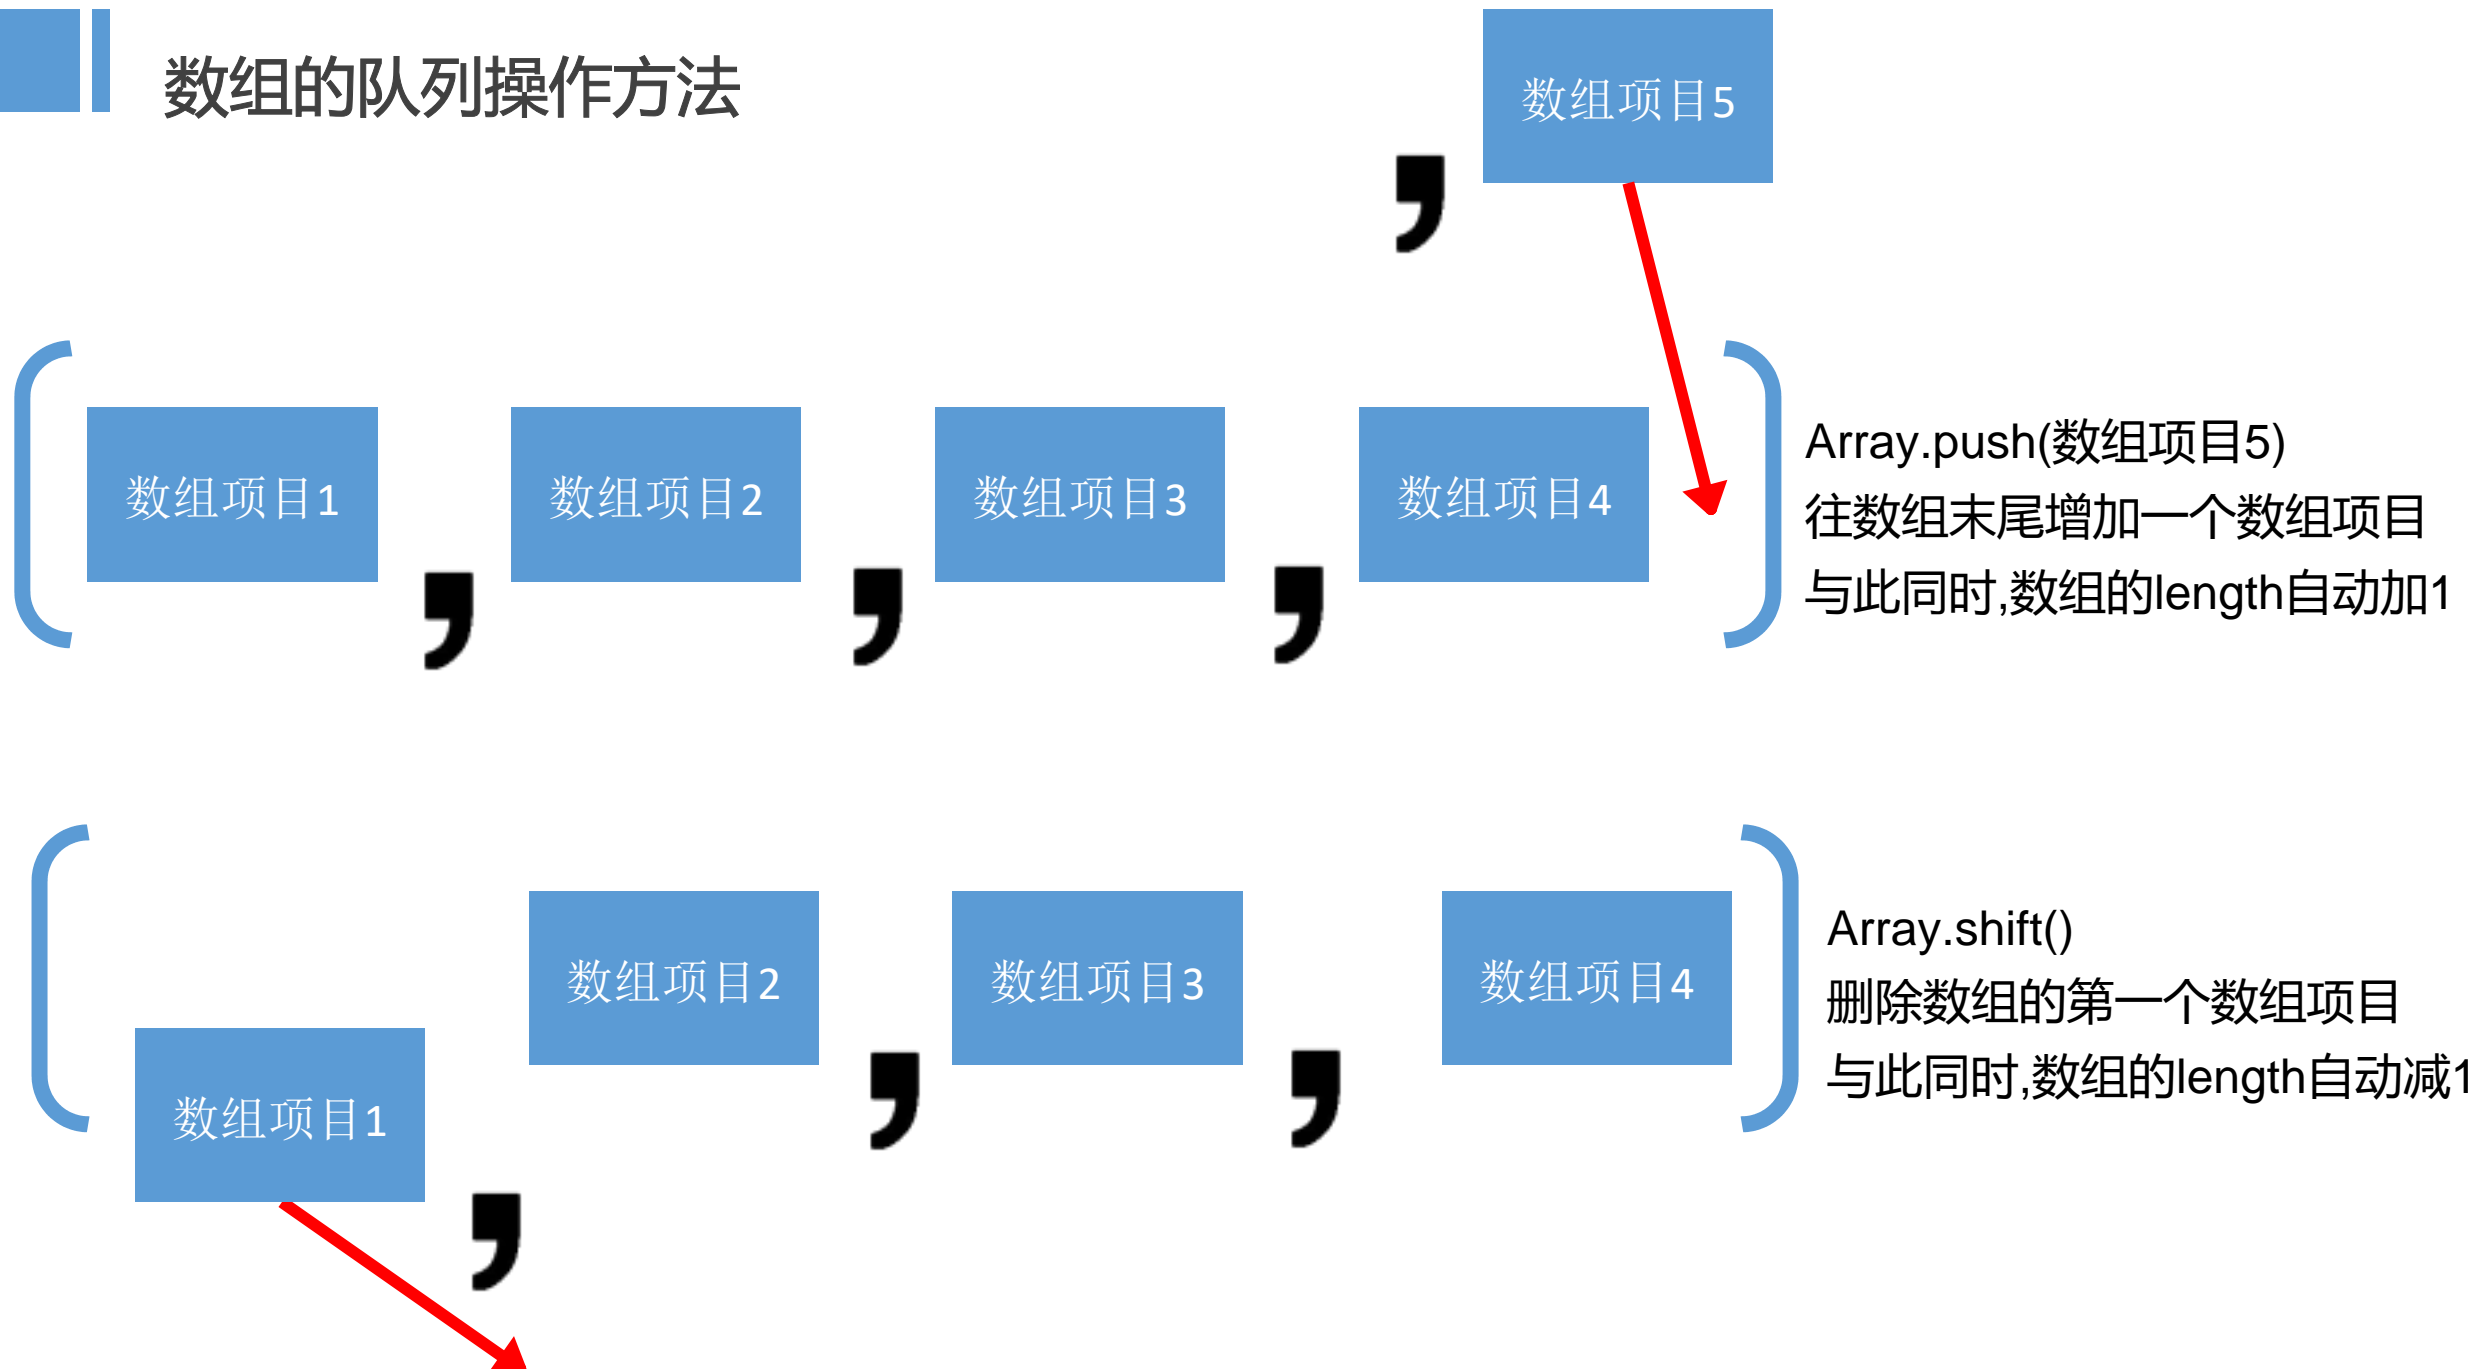 数组的队列操作方法
数组项目5
,
数组项目1 , 数组项目2 , 数组项目3 , 数组项目4
Array.push(数组项目5)
往数组末尾增加一个数组项目
与此同时,数组的length自动加1
数组项目1 , 数组项目2 , 数组项目3 , 数组项目4
Array.shift()
删除数组的第一个数组项目
与此同时,数组的length自动减1